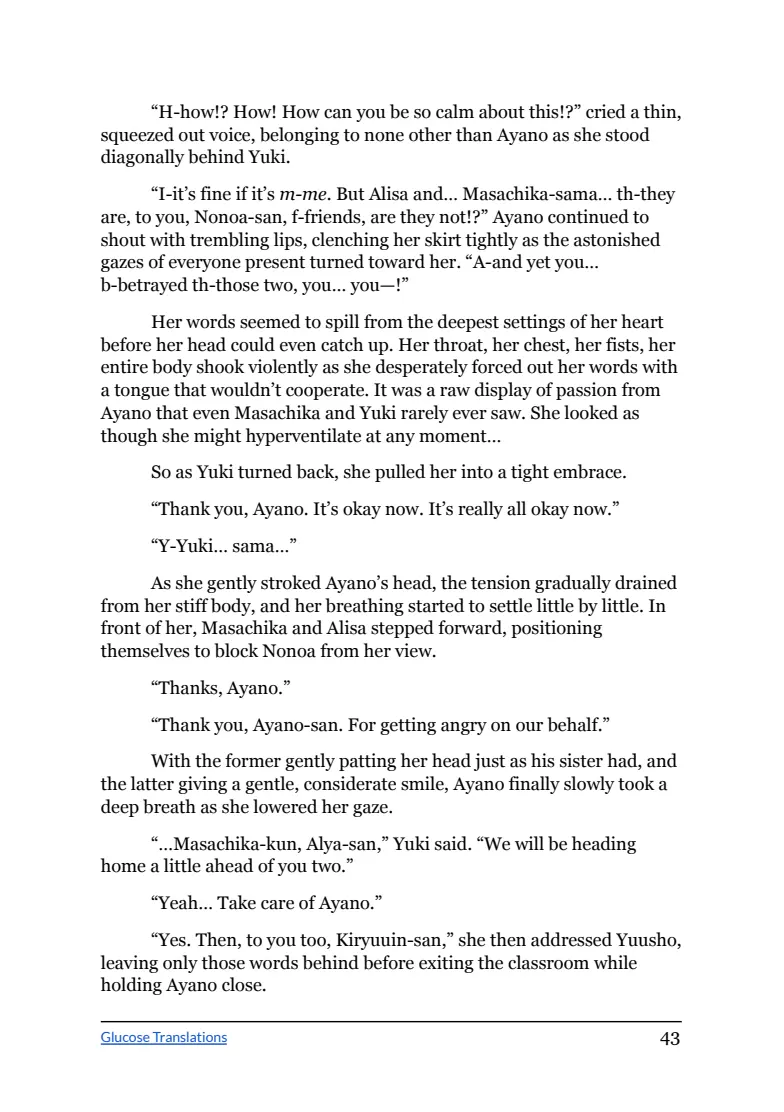 “H-how!? How! How can you be so calm about this!?” cried a thin,
squeezed out voice, belonging to none other than Ayano as she stood
diagonally behind Yuki.
“I-it’s fine if it’s m-me. But Alisa and… Masachika-sama… th-they
are, to you, Nonoa-san, f-friends, are they not!?” Ayano continued to
shout with trembling lips, clenching her skirt tightly as the astonished
gazes of everyone present turned toward her. “A-and yet you…
b-betrayed th-those two, you… you—!”
Her words seemed to spill from the deepest settings of her heart
before her head could even catch up. Her throat, her chest, her fists, her
entire body shook violently as she desperately forced out her words with
a tongue that wouldn’t cooperate. It was a raw display of passion from
Ayano that even Masachika and Yuki rarely ever saw. She looked as
though she might hyperventilate at any moment…
So as Yuki turned back, she pulled her into a tight embrace.
“Thank you, Ayano. It’s okay now. It’s really all okay now.”
“Y-Yuki… sama…”
As she gently stroked Ayano’s head, the tension gradually drained
from her stiff body, and her breathing started to settle little by little. In
front of her, Masachika and Alisa stepped forward, positioning
themselves to block Nonoa from her view.
“Thanks, Ayano.”
“Thank you, Ayano-san. For getting angry on our behalf.”
With the former gently patting her head just as his sister had, and
the latter giving a gentle, considerate smile, Ayano finally slowly took a
deep breath as she lowered her gaze.
“…Masachika-kun, Alya-san,” Yuki said. “We will be heading
home a little ahead of you two.”
“Yeah… Take care of Ayano.”
“Yes. Then, to you too, Kiryuuin-san,” she then addressed Yuusho,
leaving only those words behind before exiting the classroom while
holding Ayano close.
Glucose Translations
43